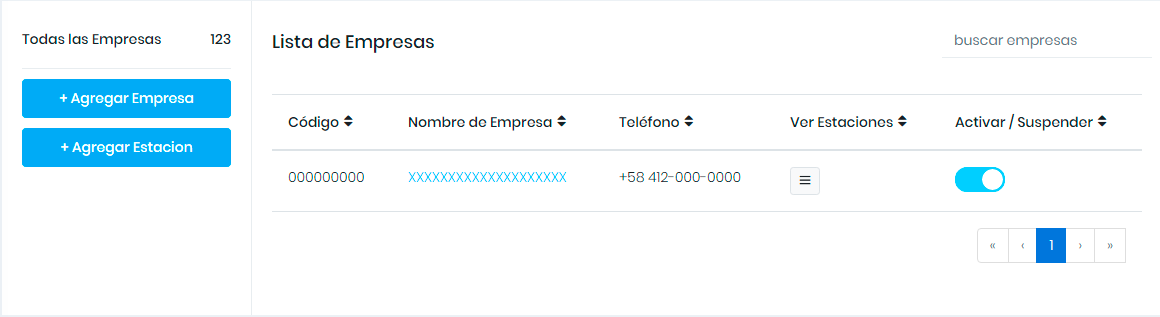 Todas las Empresas 123
+ Agregar Empresa
+ Agregar Estacion
Lista de Empresas
buscar empresas
Código Nombre de Empresa Teléfono Ver Estaciones Activar / Suspender
000000000 XXXXXXXXXXXXXXXXXXXX +58 412-000-0000
« ‹ 1 › »